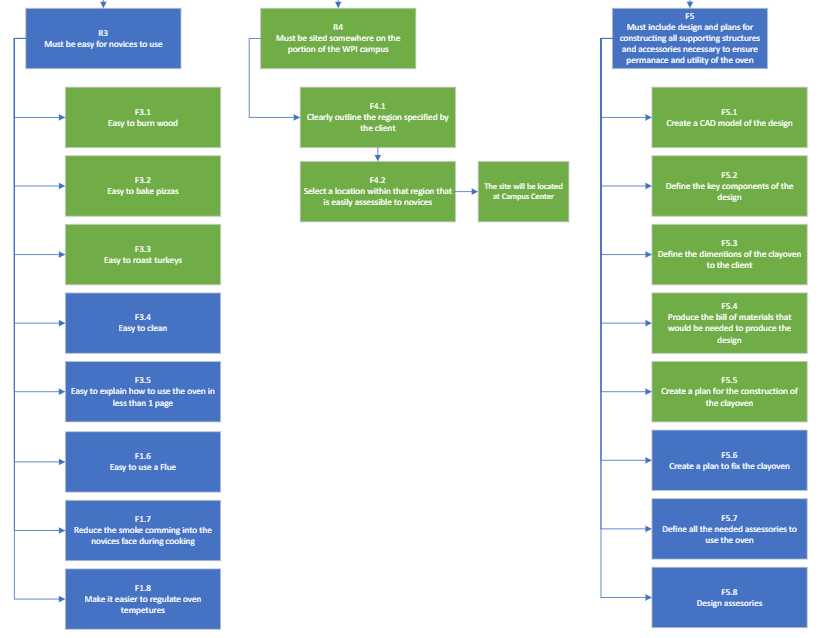 R3
Must be easy for novices to use
F3.1
Easy to burn wood
F3.2
Easy to bake pizzas
F3.3
Easy to roast turkeys
F3.4
Easy to clean
F3.5
Easy to explain how to use the oven in
less than 1 page
F1.6
Easy to use a Flue
F1.7
Reduce the smoke comming into the
novices face during cooking
F1.8
Make it easier to regulate oven
tempetures
R4
Must be sited somewhere on the
portion of the WPI campus
F4.1
Clearly outline the region specified by
the client
F4.2
Select a location within that region that
is easily assessible to novices
The site will be located
at Campus Center
F5
Must include design and plans for
constructing all supporting structures
and accessories necessary to ensure
permanace and utility of the oven
F5.1
Create a CAD model of the design
F5.2
Define the key components of the
design
F5.3
Define the dimentions of the clayoven
to the client
F5.4
Produce the bill of materials that
would be needed to produce the
design
F5.5
Create a plan for the construction of
the clayoven
F5.6
Create a plan to fix the clayoven
F5.7
Define all the needed assessories to
use the oven
F5.8
Design assesories